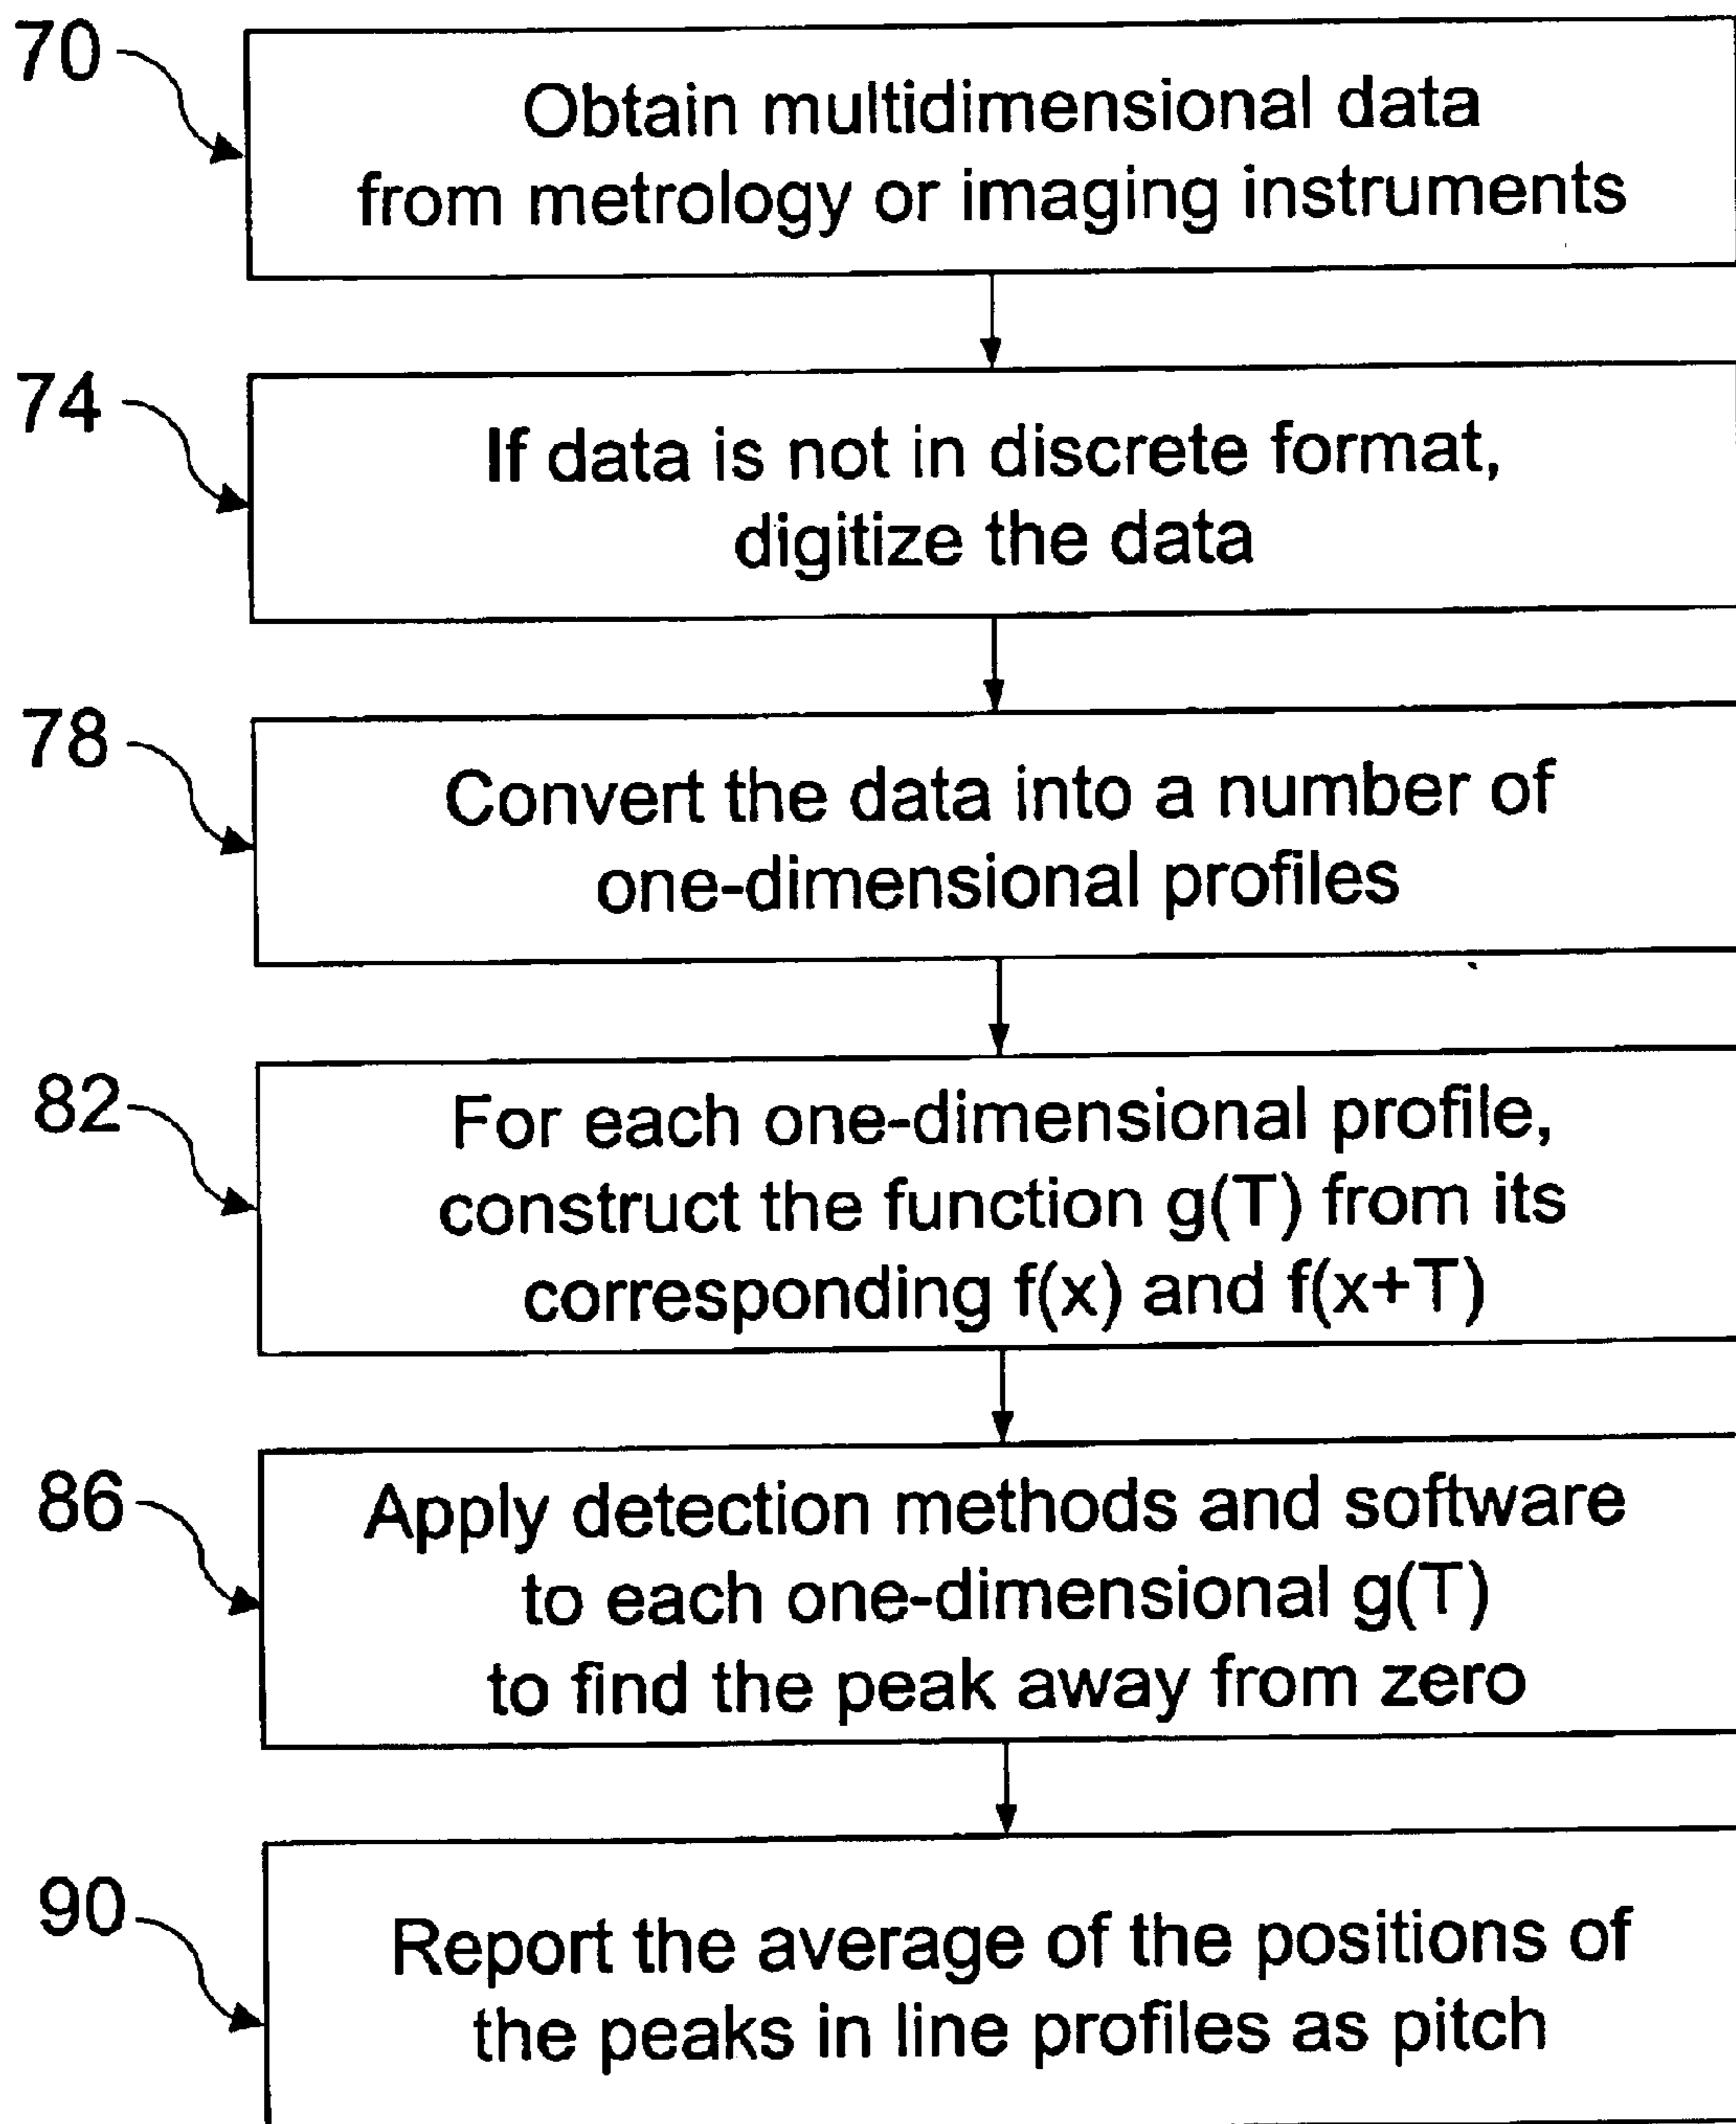 70
Obtain multidimensional data
from metrology or imaging instruments
74
If data is not in discrete format,
digitize the data
78
Convert the data into a number of
one-dimensional profiles
82
For each one-dimensional profile,
construct the function g(T) from its
corresponding f(x) and f(x+T)
86
Apply detection methods and software
to each one-dimensional g(T)
to find the peak away from zero
90
Report the average of the positions of
the peaks in line profiles as pitch